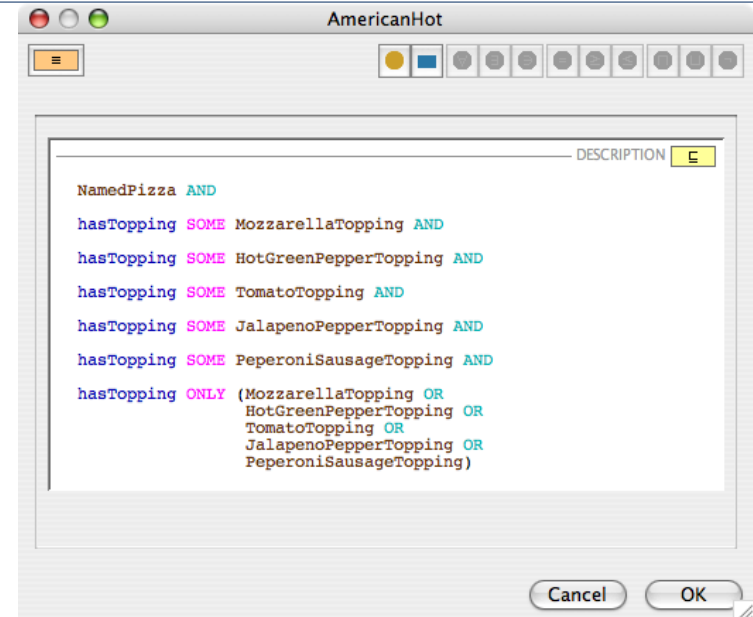 AmericanHot
≡
DESCRIPTION ⊑
NamedPizza AND
hasTopping SOME MozzarellaTopping AND
hasTopping SOME HotGreenPepperTopping AND
hasTopping SOME TomatoTopping AND
hasTopping SOME JalapenoPepperTopping AND
hasTopping SOME PeperoniSausageTopping AND
hasTopping ONLY (MozzarellaTopping OR
HotGreenPepperTopping OR
TomatoTopping OR
JalapenoPepperTopping OR
PeperoniSausageTopping)
Cancel OK